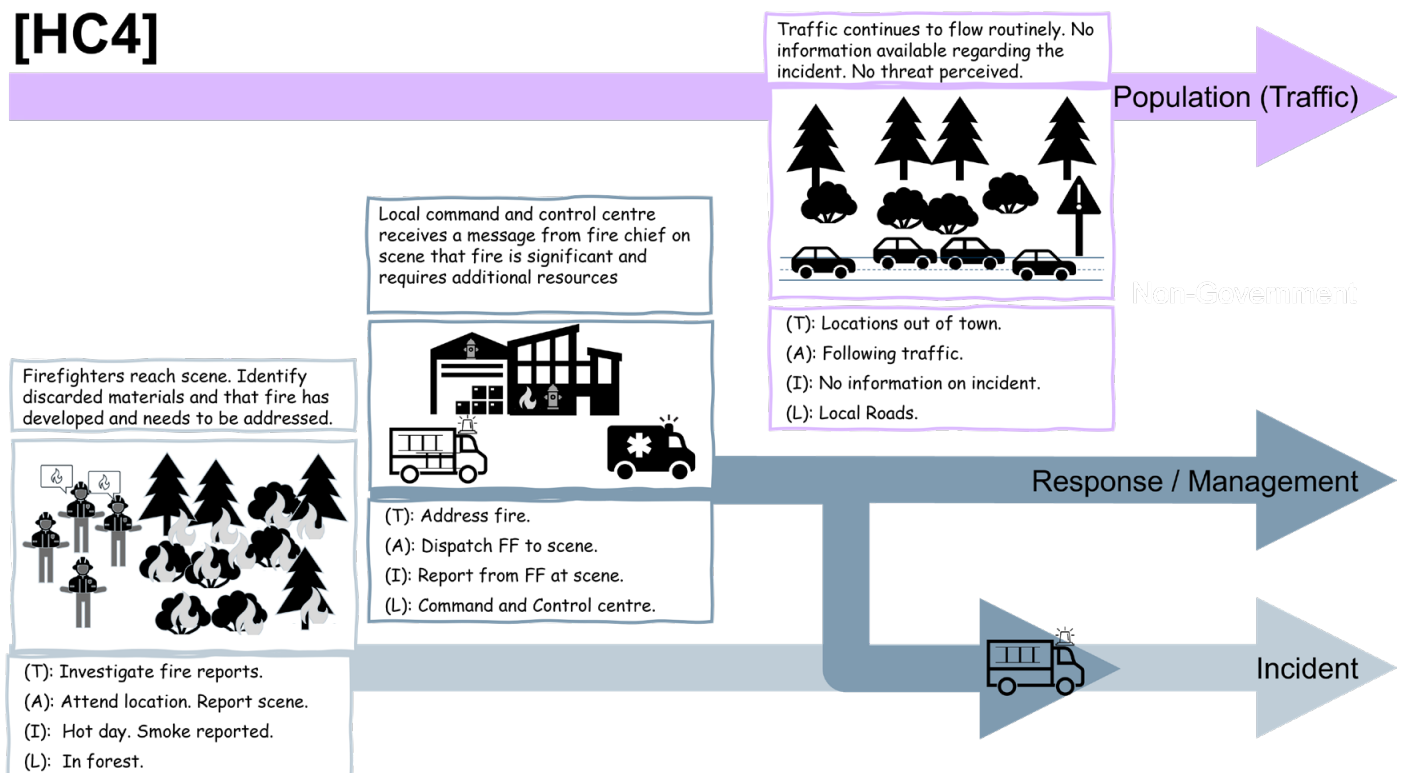 [HC4]
Traffic continues to flow routinely. No
information available regarding the
incident. No threat perceived.
Population (Traffic)
Local command and control centre
receives a message from fire chief on
scene that fire is significant and
requires additional resources
Non-Government
(T): Locations out of town.
(A): Following traffic.
(I): No information on incident.
(L): Local Roads.
Firefighters reach scene. Identify
discarded materials and that fire has
developed and needs to be addressed.
Response / Management
(T): Address fire.
(A): Dispatch FF to scene.
(I): Report from FF at scene.
(L): Command and Control centre.
(T): Investigate fire reports.
(A): Attend location. Report scene.
(I): Hot day. Smoke reported.
(L): In forest.
Incident